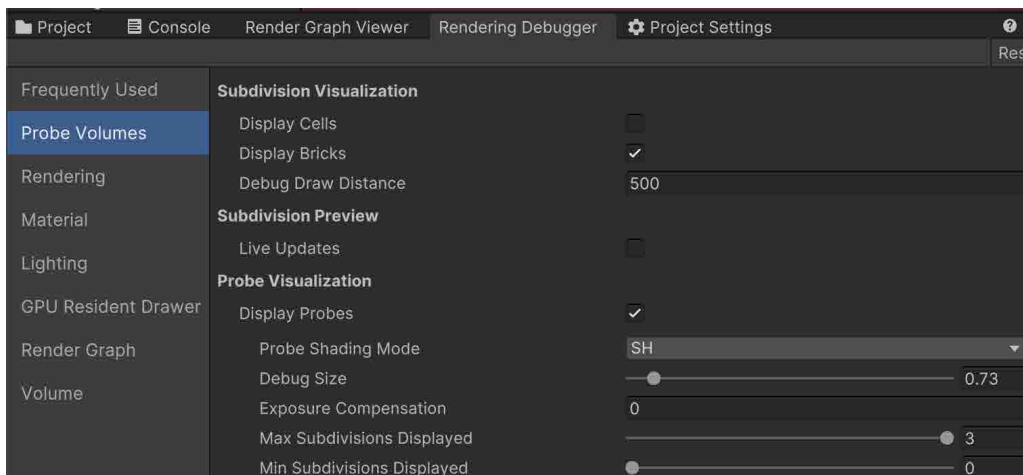 Project Console Render Graph Viewer Rendering Debugger Project Settings
Res
Frequently Used
Probe Volumes
Rendering
Material
Lighting
GPU Resident Drawer
Render Graph
Volume
Subdivision Visualization
Display Cells
Display Bricks
Debug Draw Distance 500
Subdivision Preview
Live Updates
Probe Visualization
Display Probes
Probe Shading Mode SH
Debug Size 0.73
Exposure Compensation 0
Max Subdivisions Displayed 3
Min Subdivisions Displayed 0